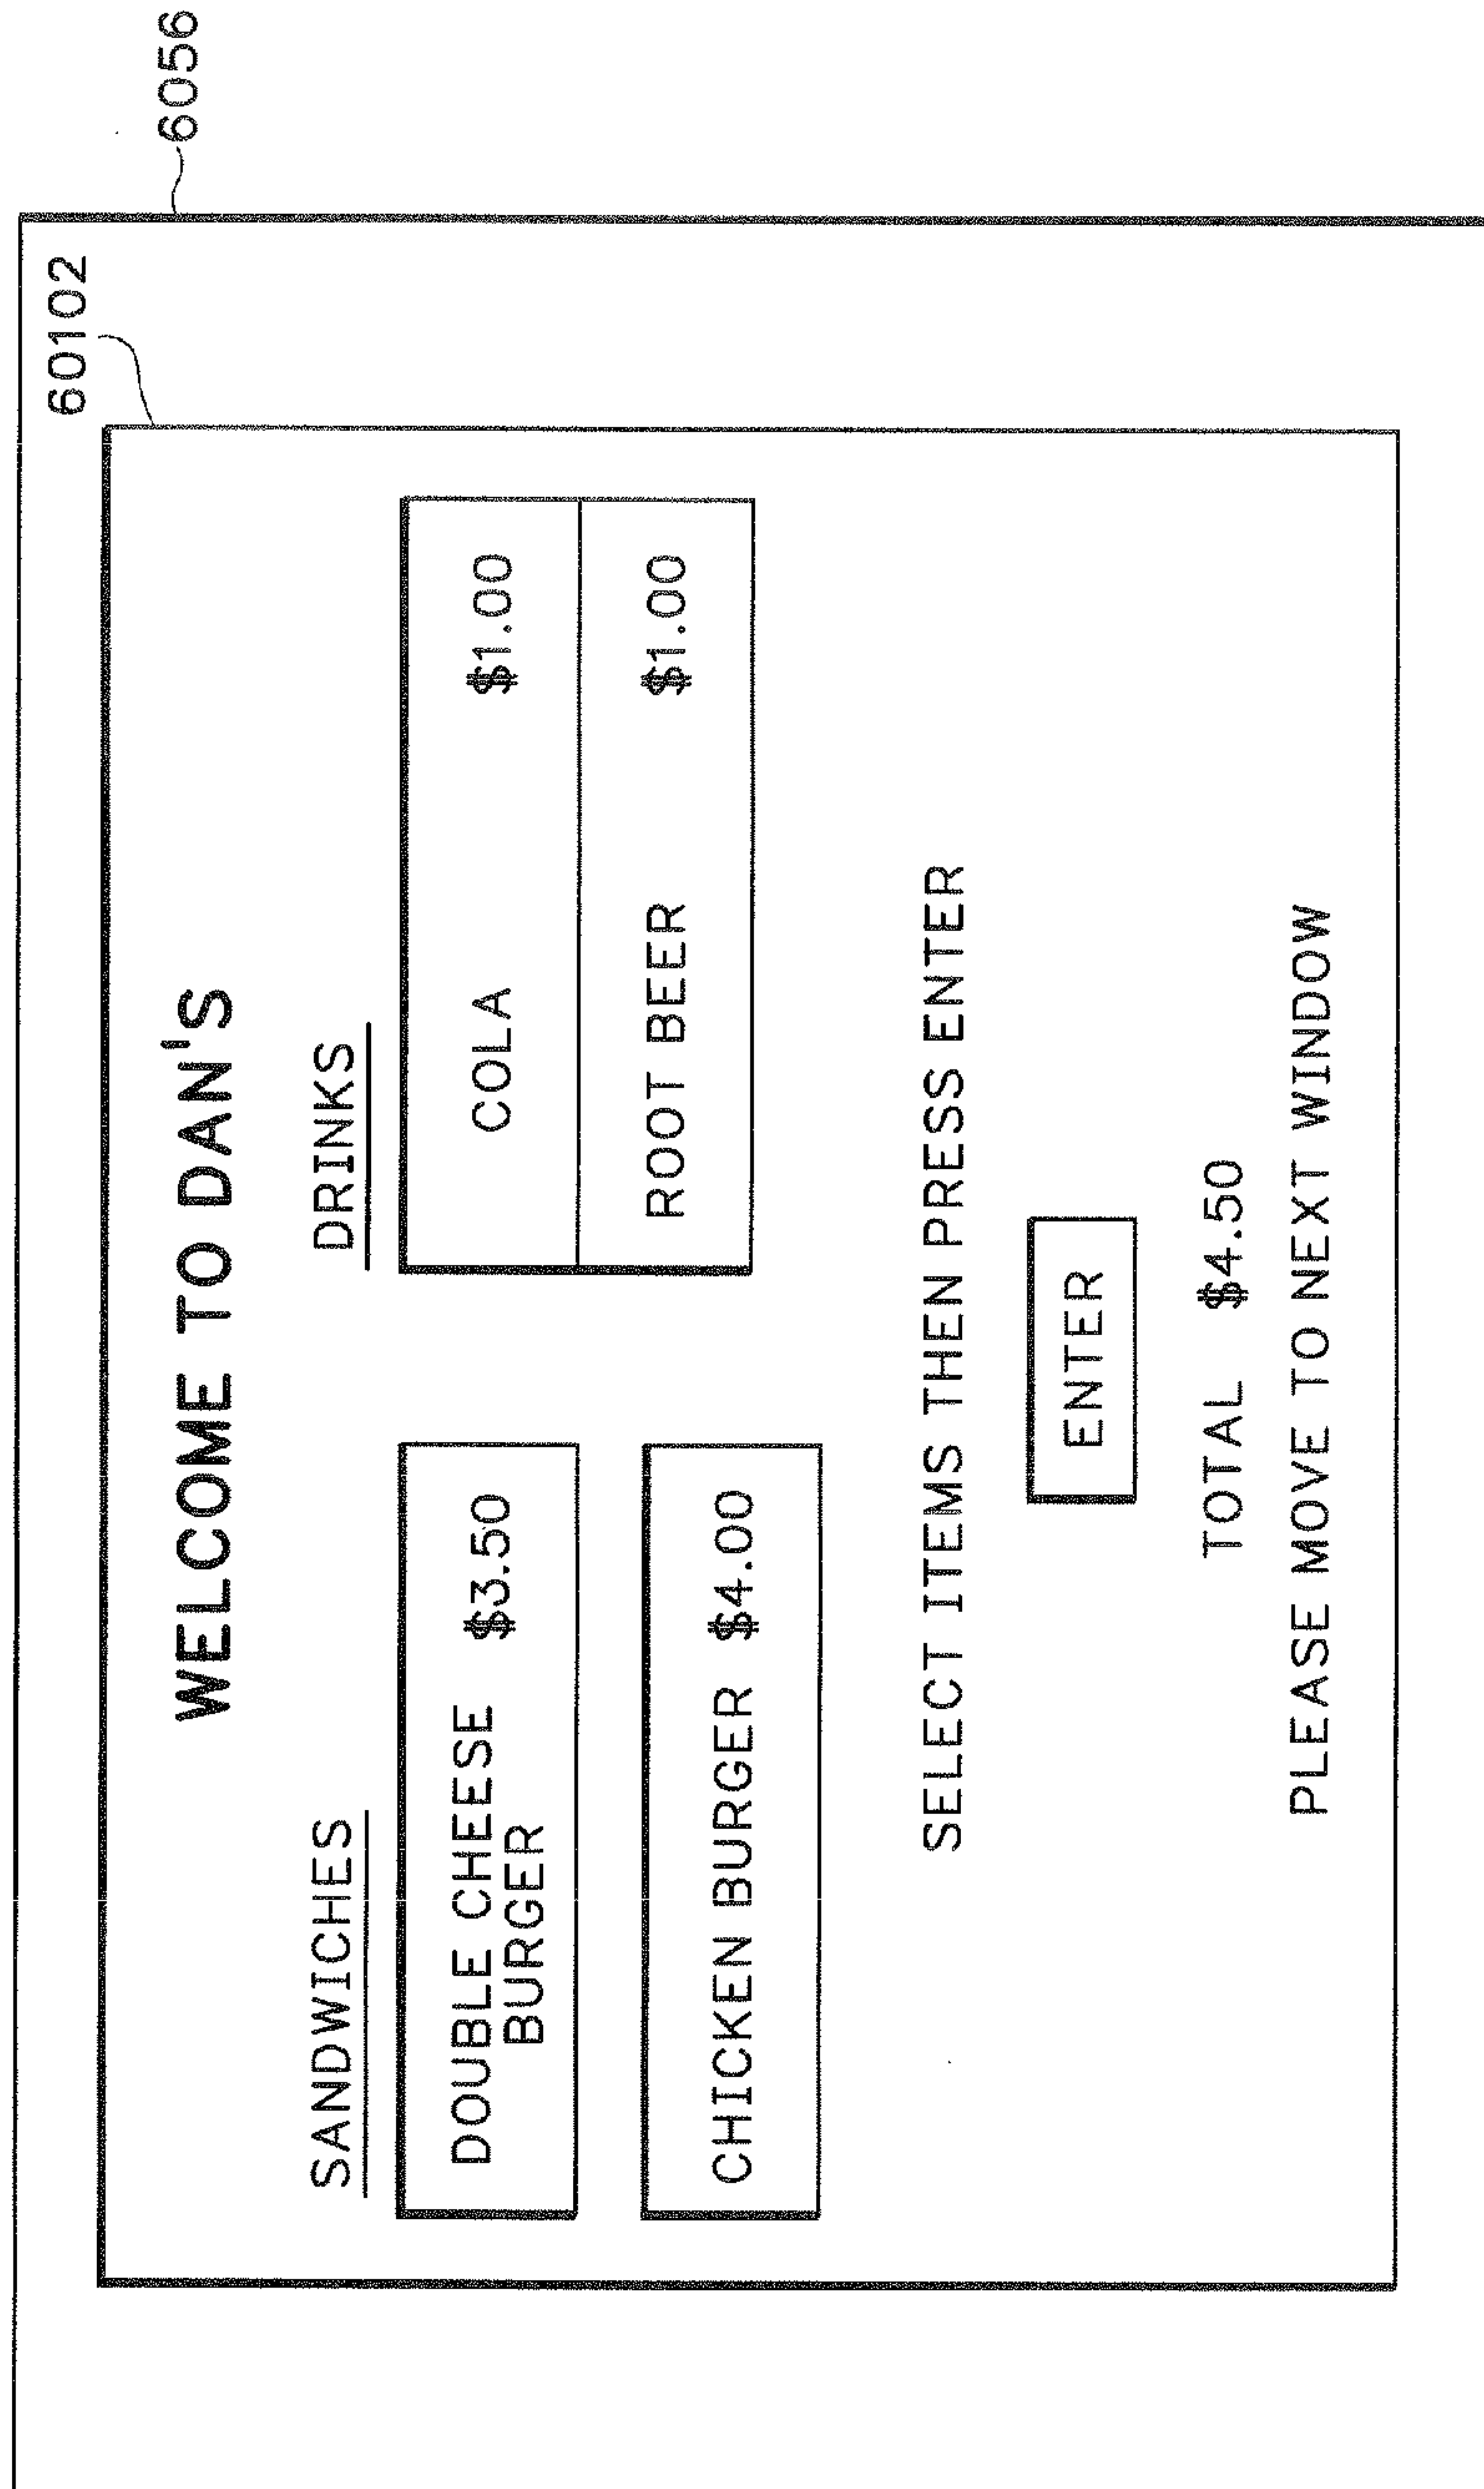 6056
60102
WELCOME TO DAN'S
SANDWICHES
DOUBLE CHEESE $3.50
BURGER
CHICKEN BURGER $4.00
DRINKS
COLA $1.00
ROOT BEER $1.00
SELECT ITEMS THEN PRESS ENTER
ENTER
TOTAL $4.50
PLEASE MOVE TO NEXT WINDOW